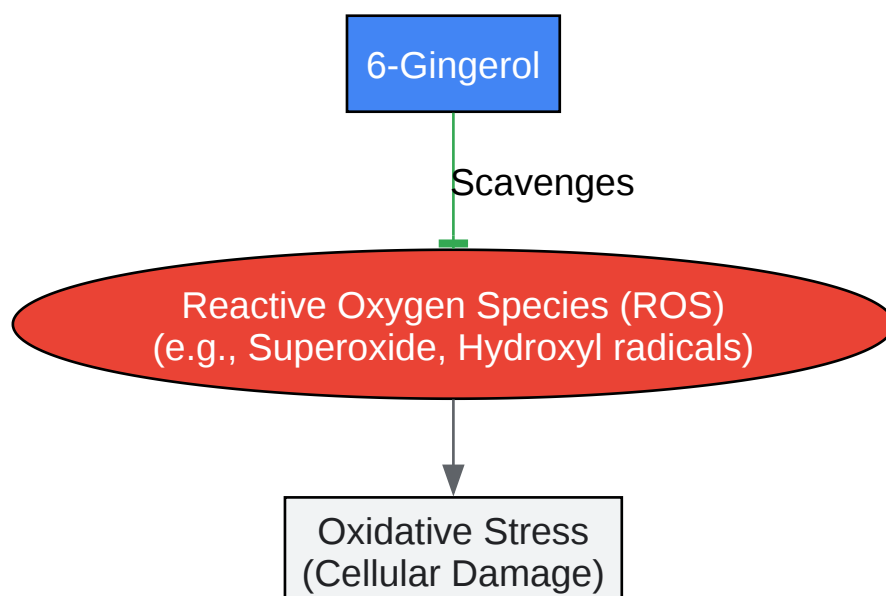 6-Gingerol
Scavenges
Reactive Oxygen Species (ROS)
(e.g., Superoxide, Hydroxyl radicals)
Oxidative Stress
(Cellular Damage)